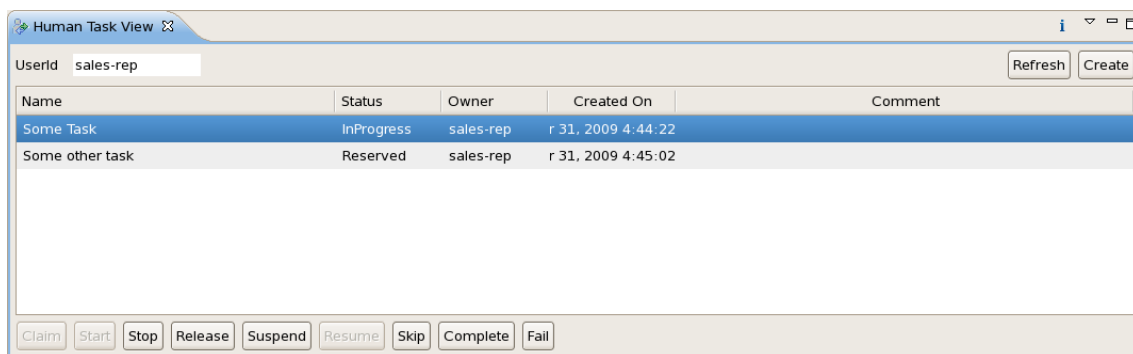 Human Task View
UserId sales-rep Refresh Create
Name Status Owner Created On Comment
Some Task InProgress sales-rep r 31, 2009 4:44:22
Some other task Reserved sales-rep r 31, 2009 4:45:02
Claim Start Stop Release Suspend Resume Skip Complete Fail